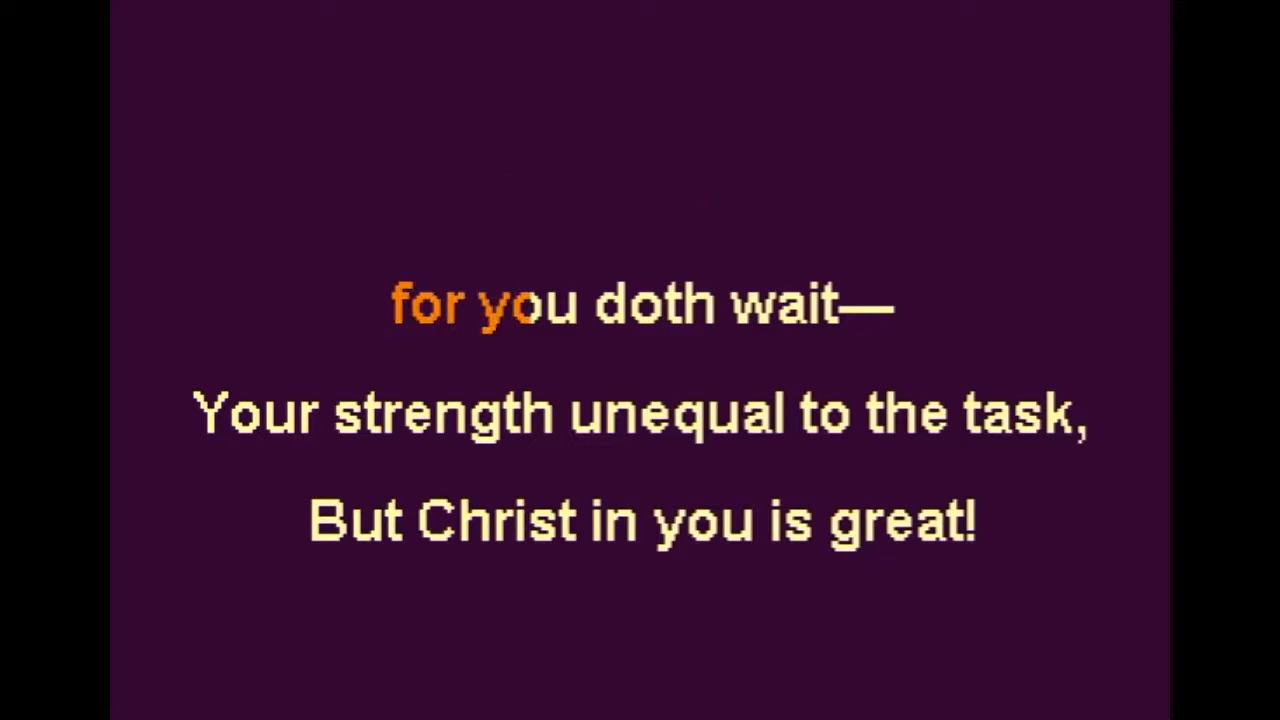 for you doth wait—
Your strength unequal to the task,
But Christ in you is great!